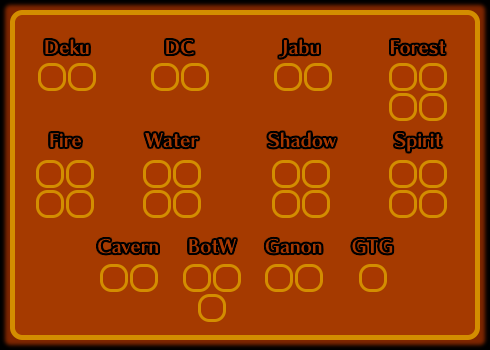 Deku DC Jabu Forest
Fire Water Shadow Spirit
Cavern BotW Ganon GTG